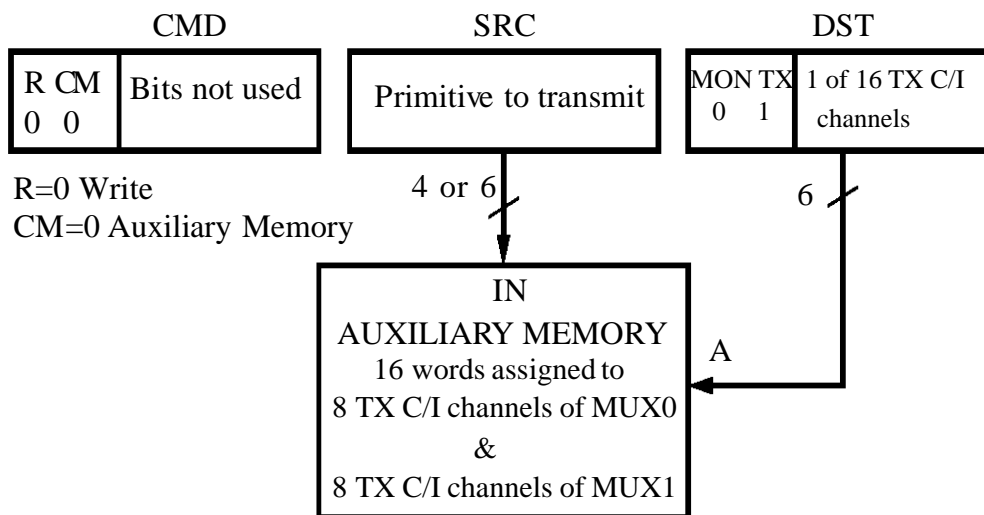 CMD
SRC
DST
R CM
0 0
Bits not used
Primitive to transmit
MON TX
0 1
1 of 16 TX C/I
channels
R=0 Write
CM=0 Auxiliary Memory
4 or 6
6
IN
AUXILIARY MEMORY
16 words assigned to
8 TX C/I channels of MUX0
&
8 TX C/I channels of MUX1
A